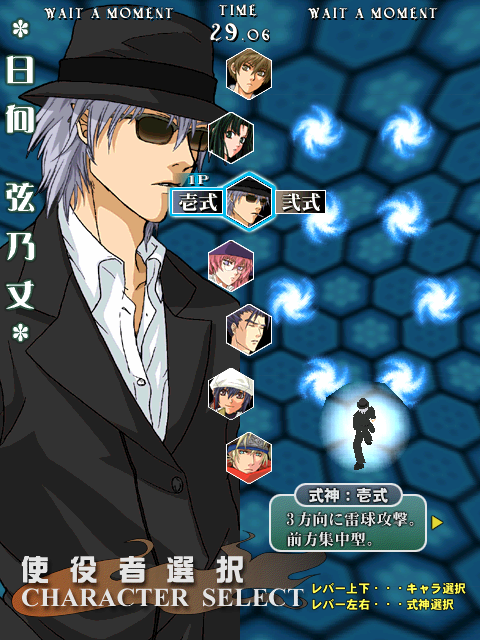 WAIT A MOMENT
TIME
29.06
WAIT A MOMENT
*日向 弦乃丈*
1P
壱式
弐式
式神：壱式
3方向に雷球攻撃。
前方集中型。
使役者選択
CHARACTER SELECT
レバー上下・・・キャラ選択
レバー左右・・・式神選択